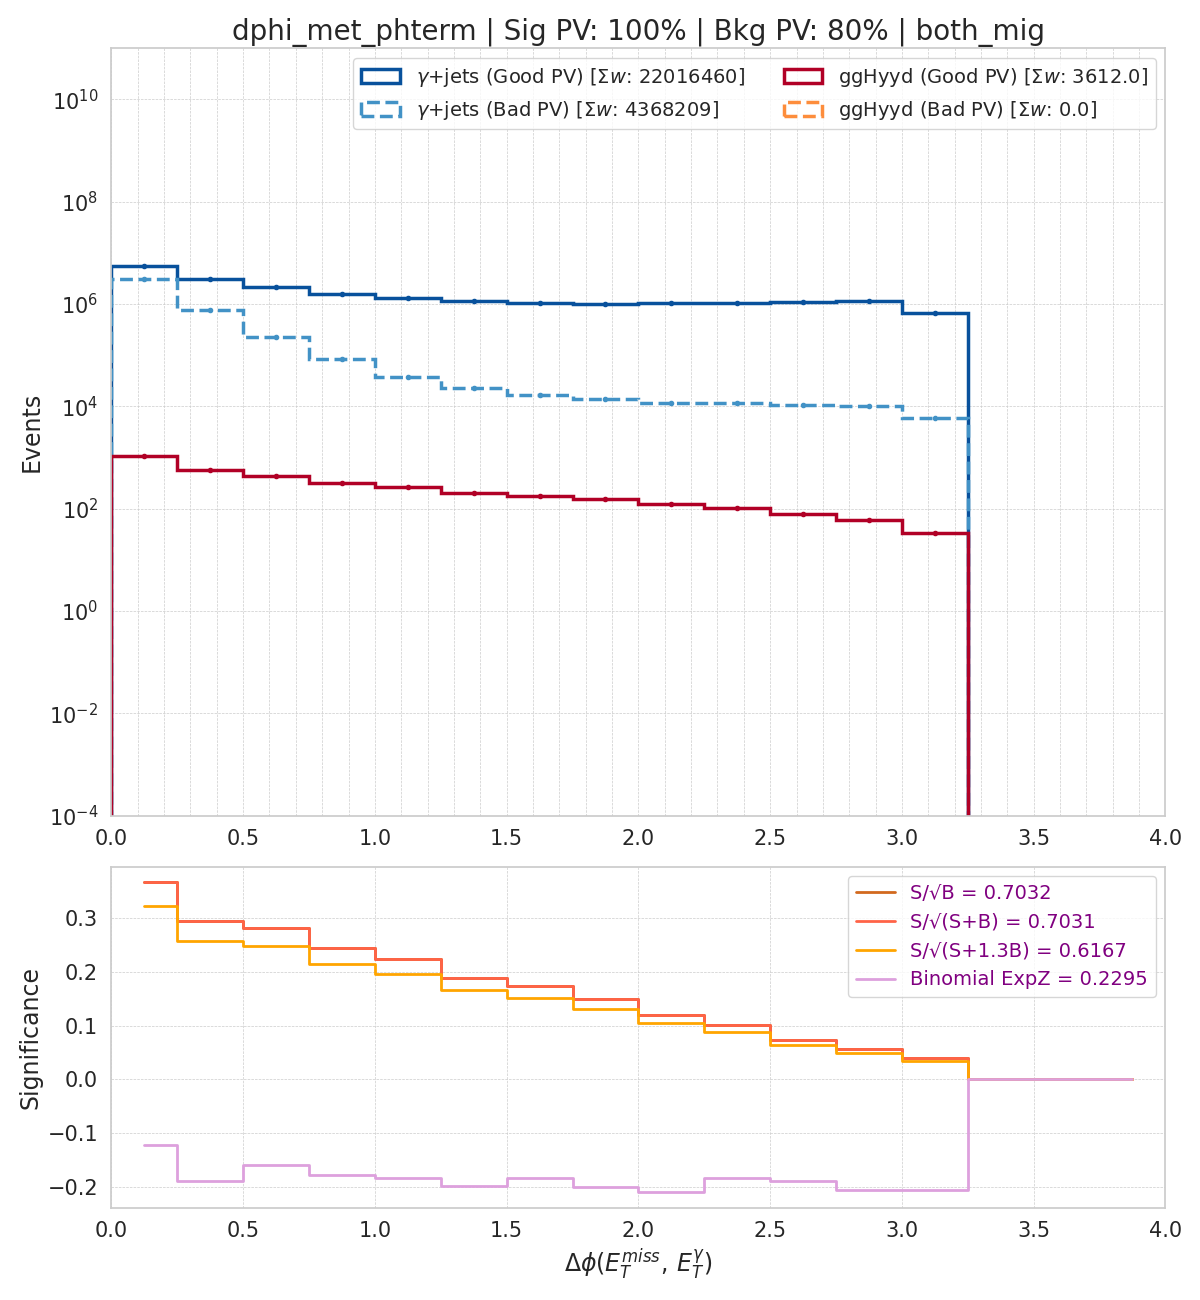 dphi_met_phterm | Sig PV: 100% | Bkg PV: 80% | both_mig
γ+jets (Good PV) [Σw: 22016460]
γ+jets (Bad PV) [Σw: 4368209]
ggHyyd (Good PV) [Σw: 3612.0]
ggHyyd (Bad PV) [Σw: 0.0]
Events
10^10
10^8
10^6
10^4
10^2
10^0
10^−2
10^−4
0.0 0.5 1.0 1.5 2.0 2.5 3.0 3.5 4.0
S/√B = 0.7032
S/√(S+B) = 0.7031
S/√(S+1.3B) = 0.6167
Binomial ExpZ = 0.2295
Significance
0.3
0.2
0.1
0.0
−0.1
−0.2
0.0 0.5 1.0 1.5 2.0 2.5 3.0 3.5 4.0
Δϕ(E_T^miss, E_T^γ)